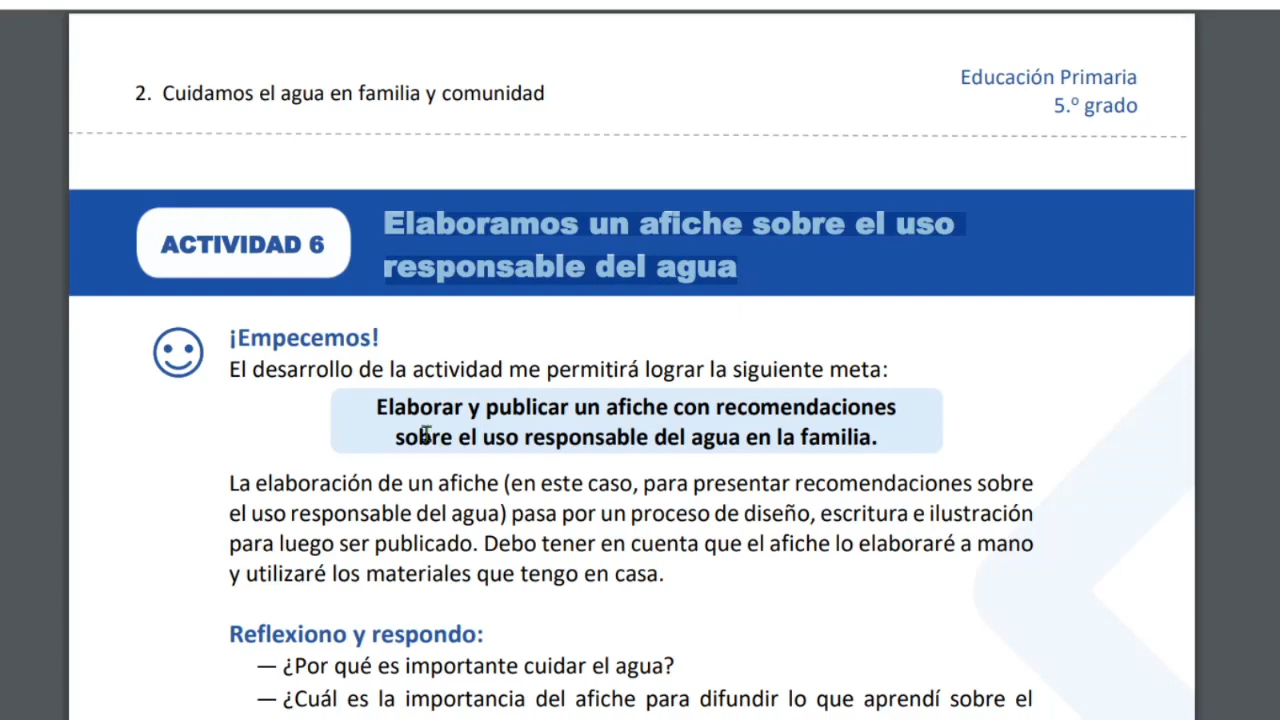 2. Cuidamos el agua en familia y comunidad
Educación Primaria
5.º grado
ACTIVIDAD 6
Elaboramos un afiche sobre el uso
responsable del agua
¡Empecemos!
El desarrollo de la actividad me permitirá lograr la siguiente meta:
Elaborar y publicar un afiche con recomendaciones
sobre el uso responsable del agua en la familia.
La elaboración de un afiche (en este caso, para presentar recomendaciones sobre
el uso responsable del agua) pasa por un proceso de diseño, escritura e ilustración
para luego ser publicado. Debo tener en cuenta que el afiche lo elaboraré a mano
y utilizaré los materiales que tengo en casa.
Reflexiono y respondo:
— ¿Por qué es importante cuidar el agua?
— ¿Cuál es la importancia del afiche para difundir lo que aprendí sobre el